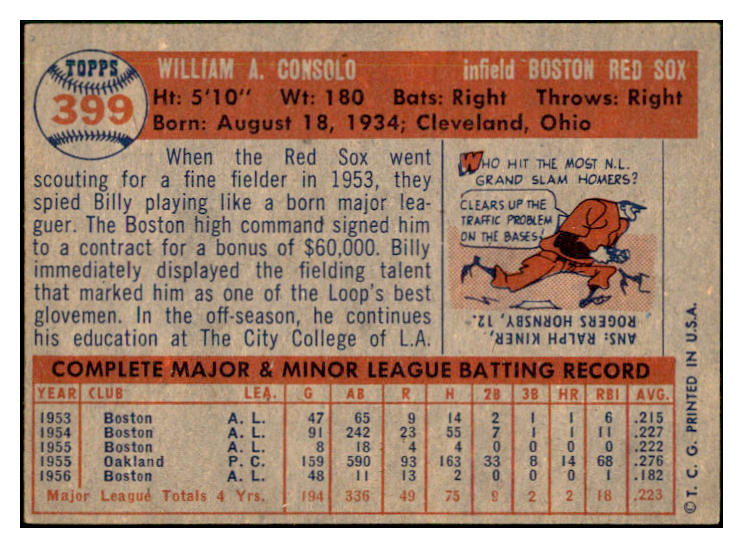 TOPPS
399
WILLIAM A. CONSOLO infield BOSTON RED SOX
Ht: 5'10" Wt: 180 Bats: Right Throws: Right
Born: August 18, 1934; Cleveland, Ohio
When the Red Sox went
scouting for a fine fielder in 1953, they
spied Billy playing like a born major lea-
guer. The Boston high command signed him
to a contract for a bonus of $60,000. Billy
immediately displayed the fielding talent
that marked him as one of the Loop's best
glovemen. In the off-season, he continues
his education at The City College of L.A.
WHO HIT THE MOST N.L.
GRAND SLAM HOMERS?
CLEARS UP THE
TRAFFIC PROBLEM
ON THE BASES!
ANS: RALPH KINER,
ROGERS HORNSBY, 12.
COMPLETE MAJOR & MINOR LEAGUE BATTING RECORD
YEAR CLUB LEA. G AB R H 2B 3B HR RBI AVG.
1953 Boston A. L. 47 65 9 14 2 1 1 6 .215
1954 Boston A. L. 91 242 23 55 7 1 1 11 .227
1955 Boston A. L. 8 18 4 4 0 0 0 0 .222
1955 Oakland P. C. 159 590 93 163 33 8 14 68 .276
1956 Boston A. L. 48 11 13 2 0 0 0 1 .182
Major League Totals 4 Yrs. 194 336 49 75 9 2 2 18 .223
© T. C. G. PRINTED IN U.S.A.